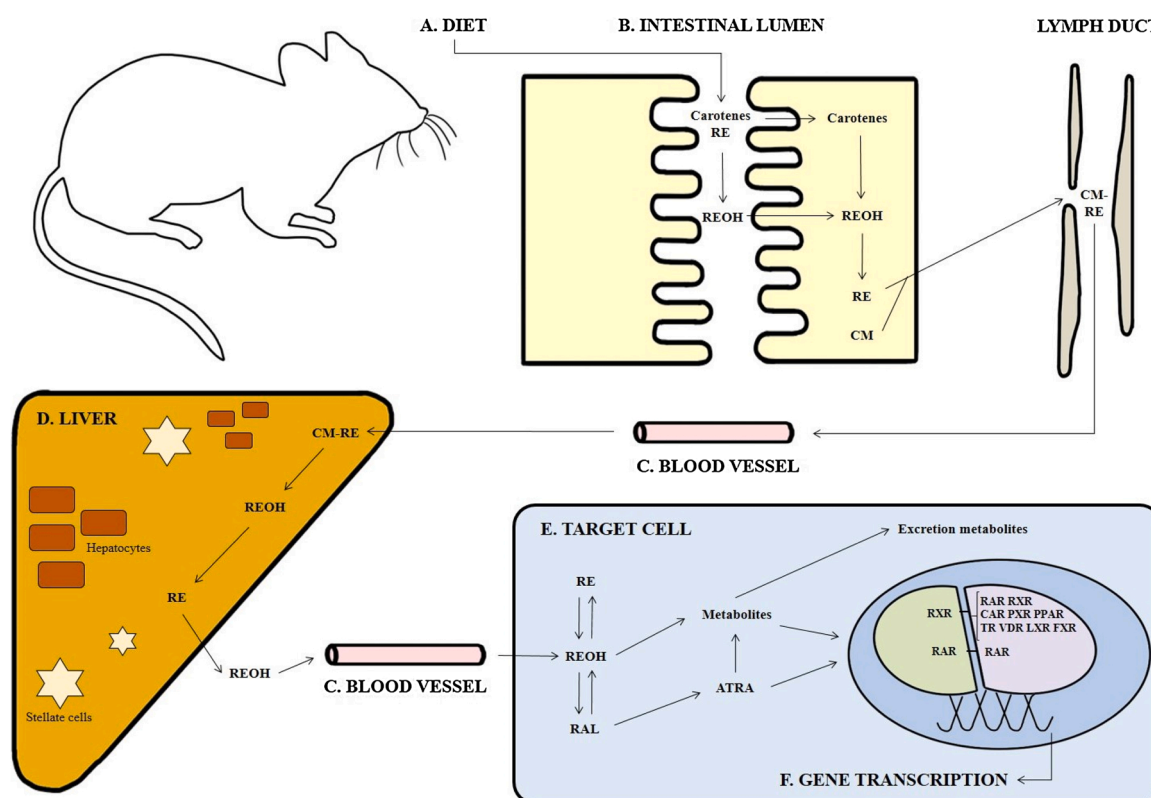 A. DIET
B. INTESTINAL LUMEN
LYMPH DUCT
Carotenes
RE
Carotenes
REOH
REOH
RE
CM
CM-
RE
C. BLOOD VESSEL
D. LIVER
CM-RE
REOH
Hepatocytes
RE
REOH
Stellate cells
C. BLOOD VESSEL
E. TARGET CELL
Excretion metabolites
RE
Metabolites
REOH
ATRA
RAL
RXR
RAR RXR
CAR PXR PPAR
TR VDR LXR FXR
RAR
RAR
F. GENE TRANSCRIPTION